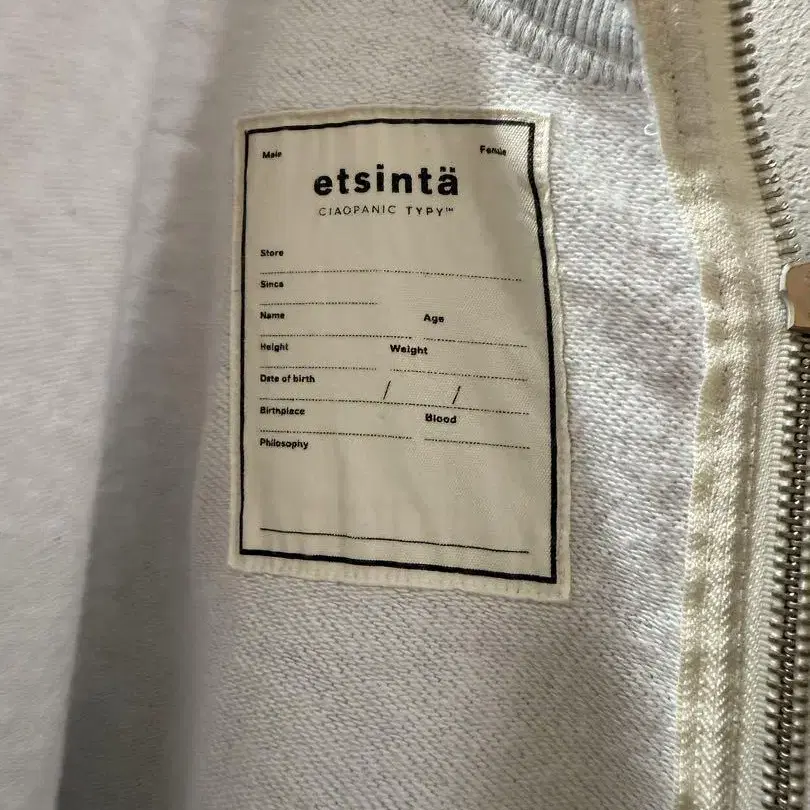 Male Female
etsintä
CIAOPANIC TYPY™
Store
Since
Name Age
Height Weight
Date of birth / /
Birthplace Blood
Philosophy